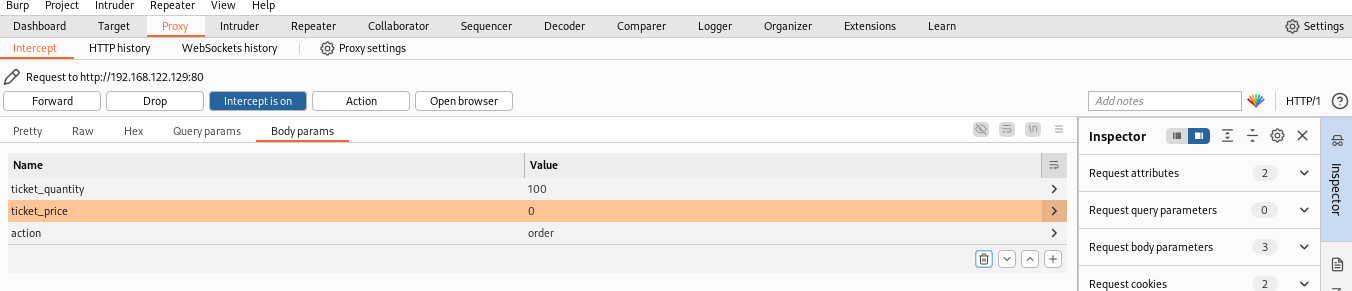 Burp Project Intruder Repeater View Help
Dashboard Target Proxy Intruder Repeater Collaborator Sequencer Decoder Comparer Logger Organizer Extensions Learn Settings
Intercept HTTP history WebSockets history Proxy settings
Request to http://192.168.122.129:80
Forward Drop Intercept is on Action Open browser Add notes HTTP/1
Pretty Raw Hex Query params Body params \n
Inspector
Name Value
ticket_quantity 100
ticket_price 0
action order
Request attributes 2
Request query parameters 0
Request body parameters 3
Request cookies 2
Inspector